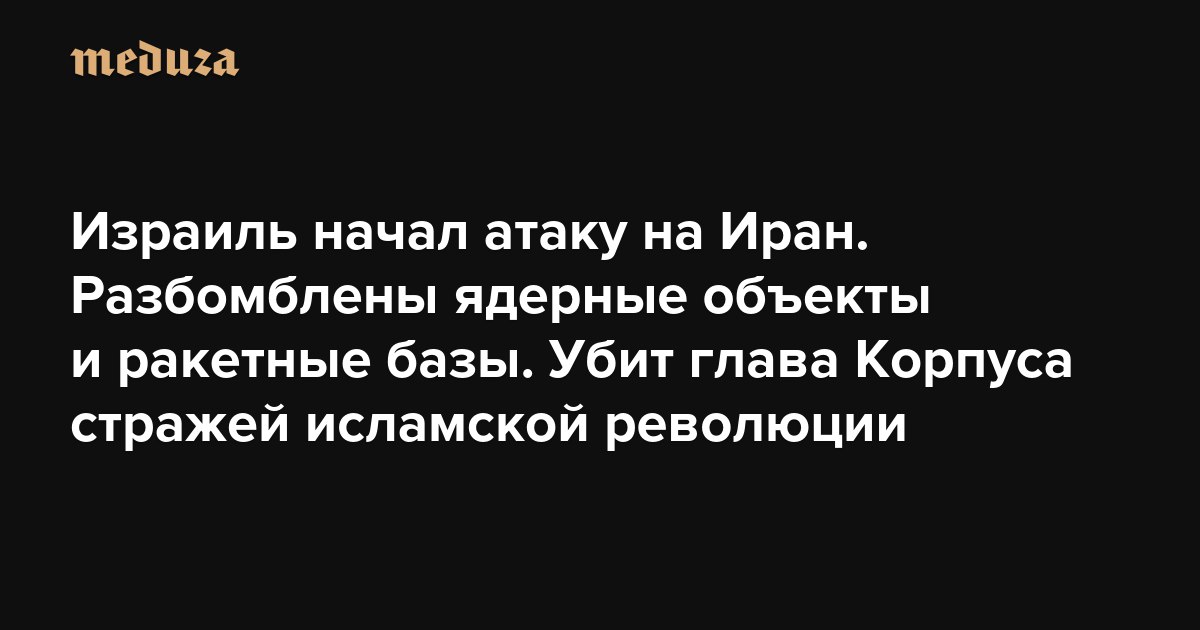 meduza
Израиль начал атаку на Иран.
Разбомблены ядерные объекты
и ракетные базы. Убит глава Корпуса
стражей исламской революции